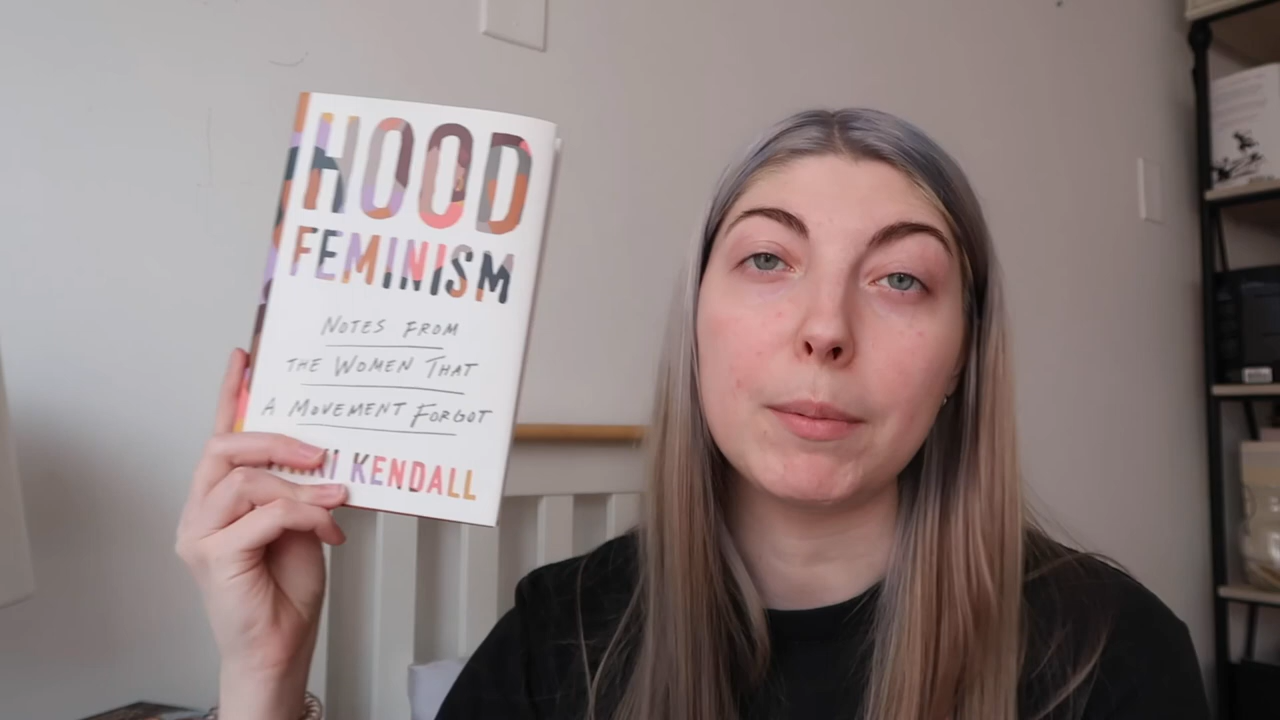 HOOD
FEMINISM
NOTES FROM
THE WOMEN THAT
A MOVEMENT FORGOT
KENDALL